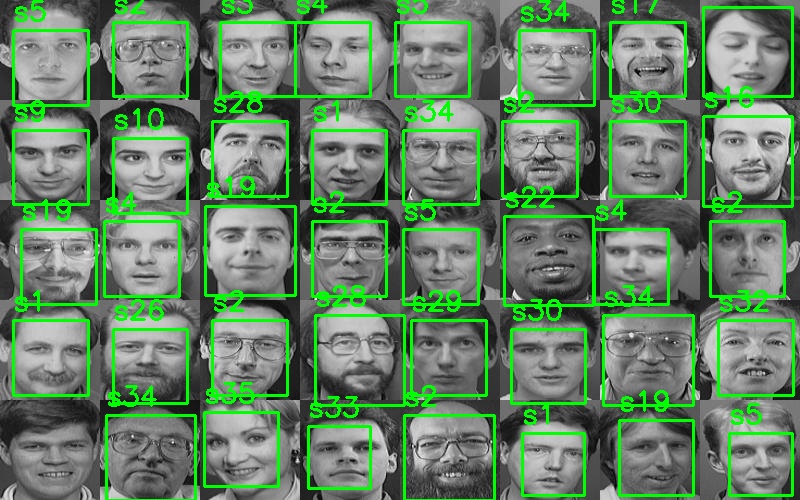 s5 s2 s3 s4 s5 s34 s17
s9 s10 s28 s1 s34 s2 s30 s16
s19 s4 s19 s2 s5 s22 s4 s2
s1 s26 s2 s28 s29 s30 s34 s32
s34 s35 s33 s2 s1 s19 s5